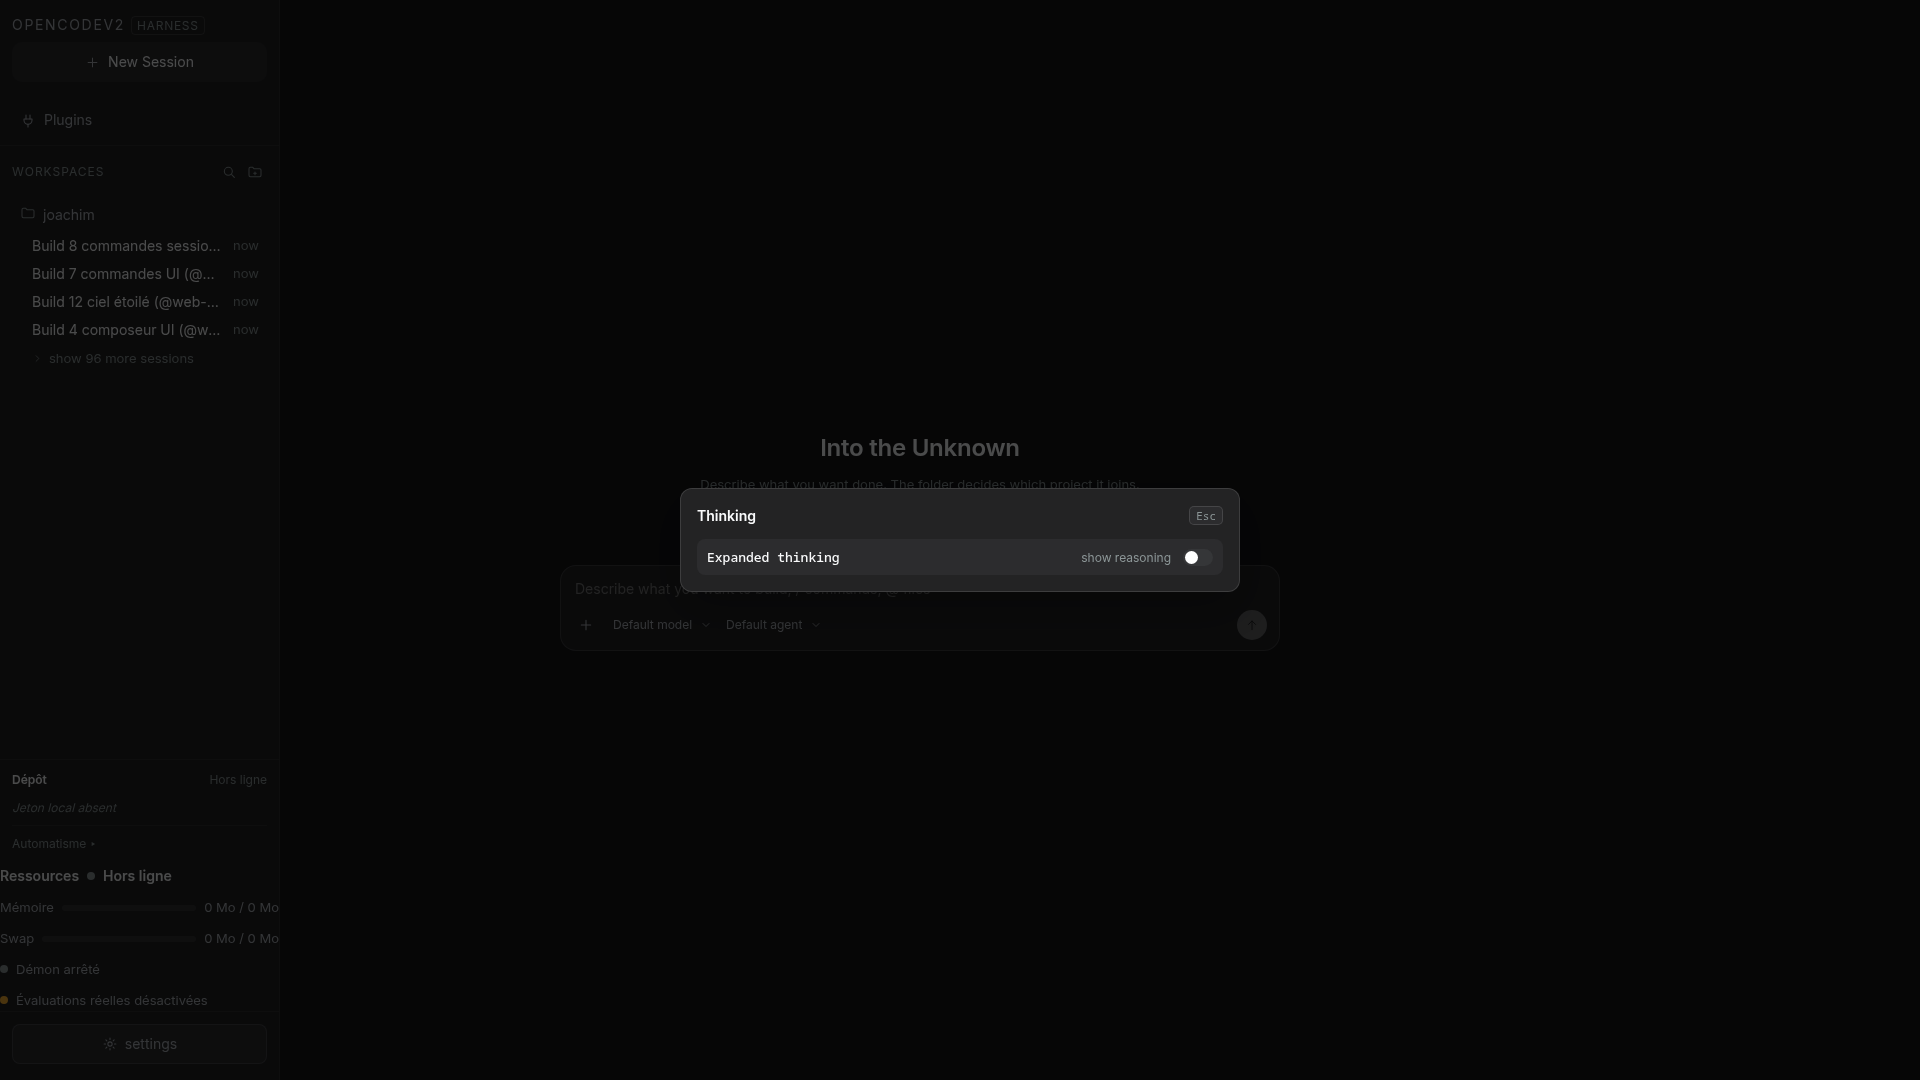 OPENCODEV2 HARNESS
New Session
Plugins
WORKSPACES
joachim
Build 8 commandes sessio... now
Build 7 commandes UI (@... now
Build 12 ciel étoilé (@web-... now
Build 4 composeur UI (@w... now
show 96 more sessions
Dépôt Hors ligne
Jeton local absent
Automatisme
Ressources Hors ligne
Mémoire 0 Mo / 0 Mo
Swap 0 Mo / 0 Mo
Démon arrêté
Évaluations réelles désactivées
settings
Into the Unknown
Describe what you want done. The folder decides which project it joins.
Thinking Esc
Expanded thinking show reasoning
Describe what
Default model Default agent